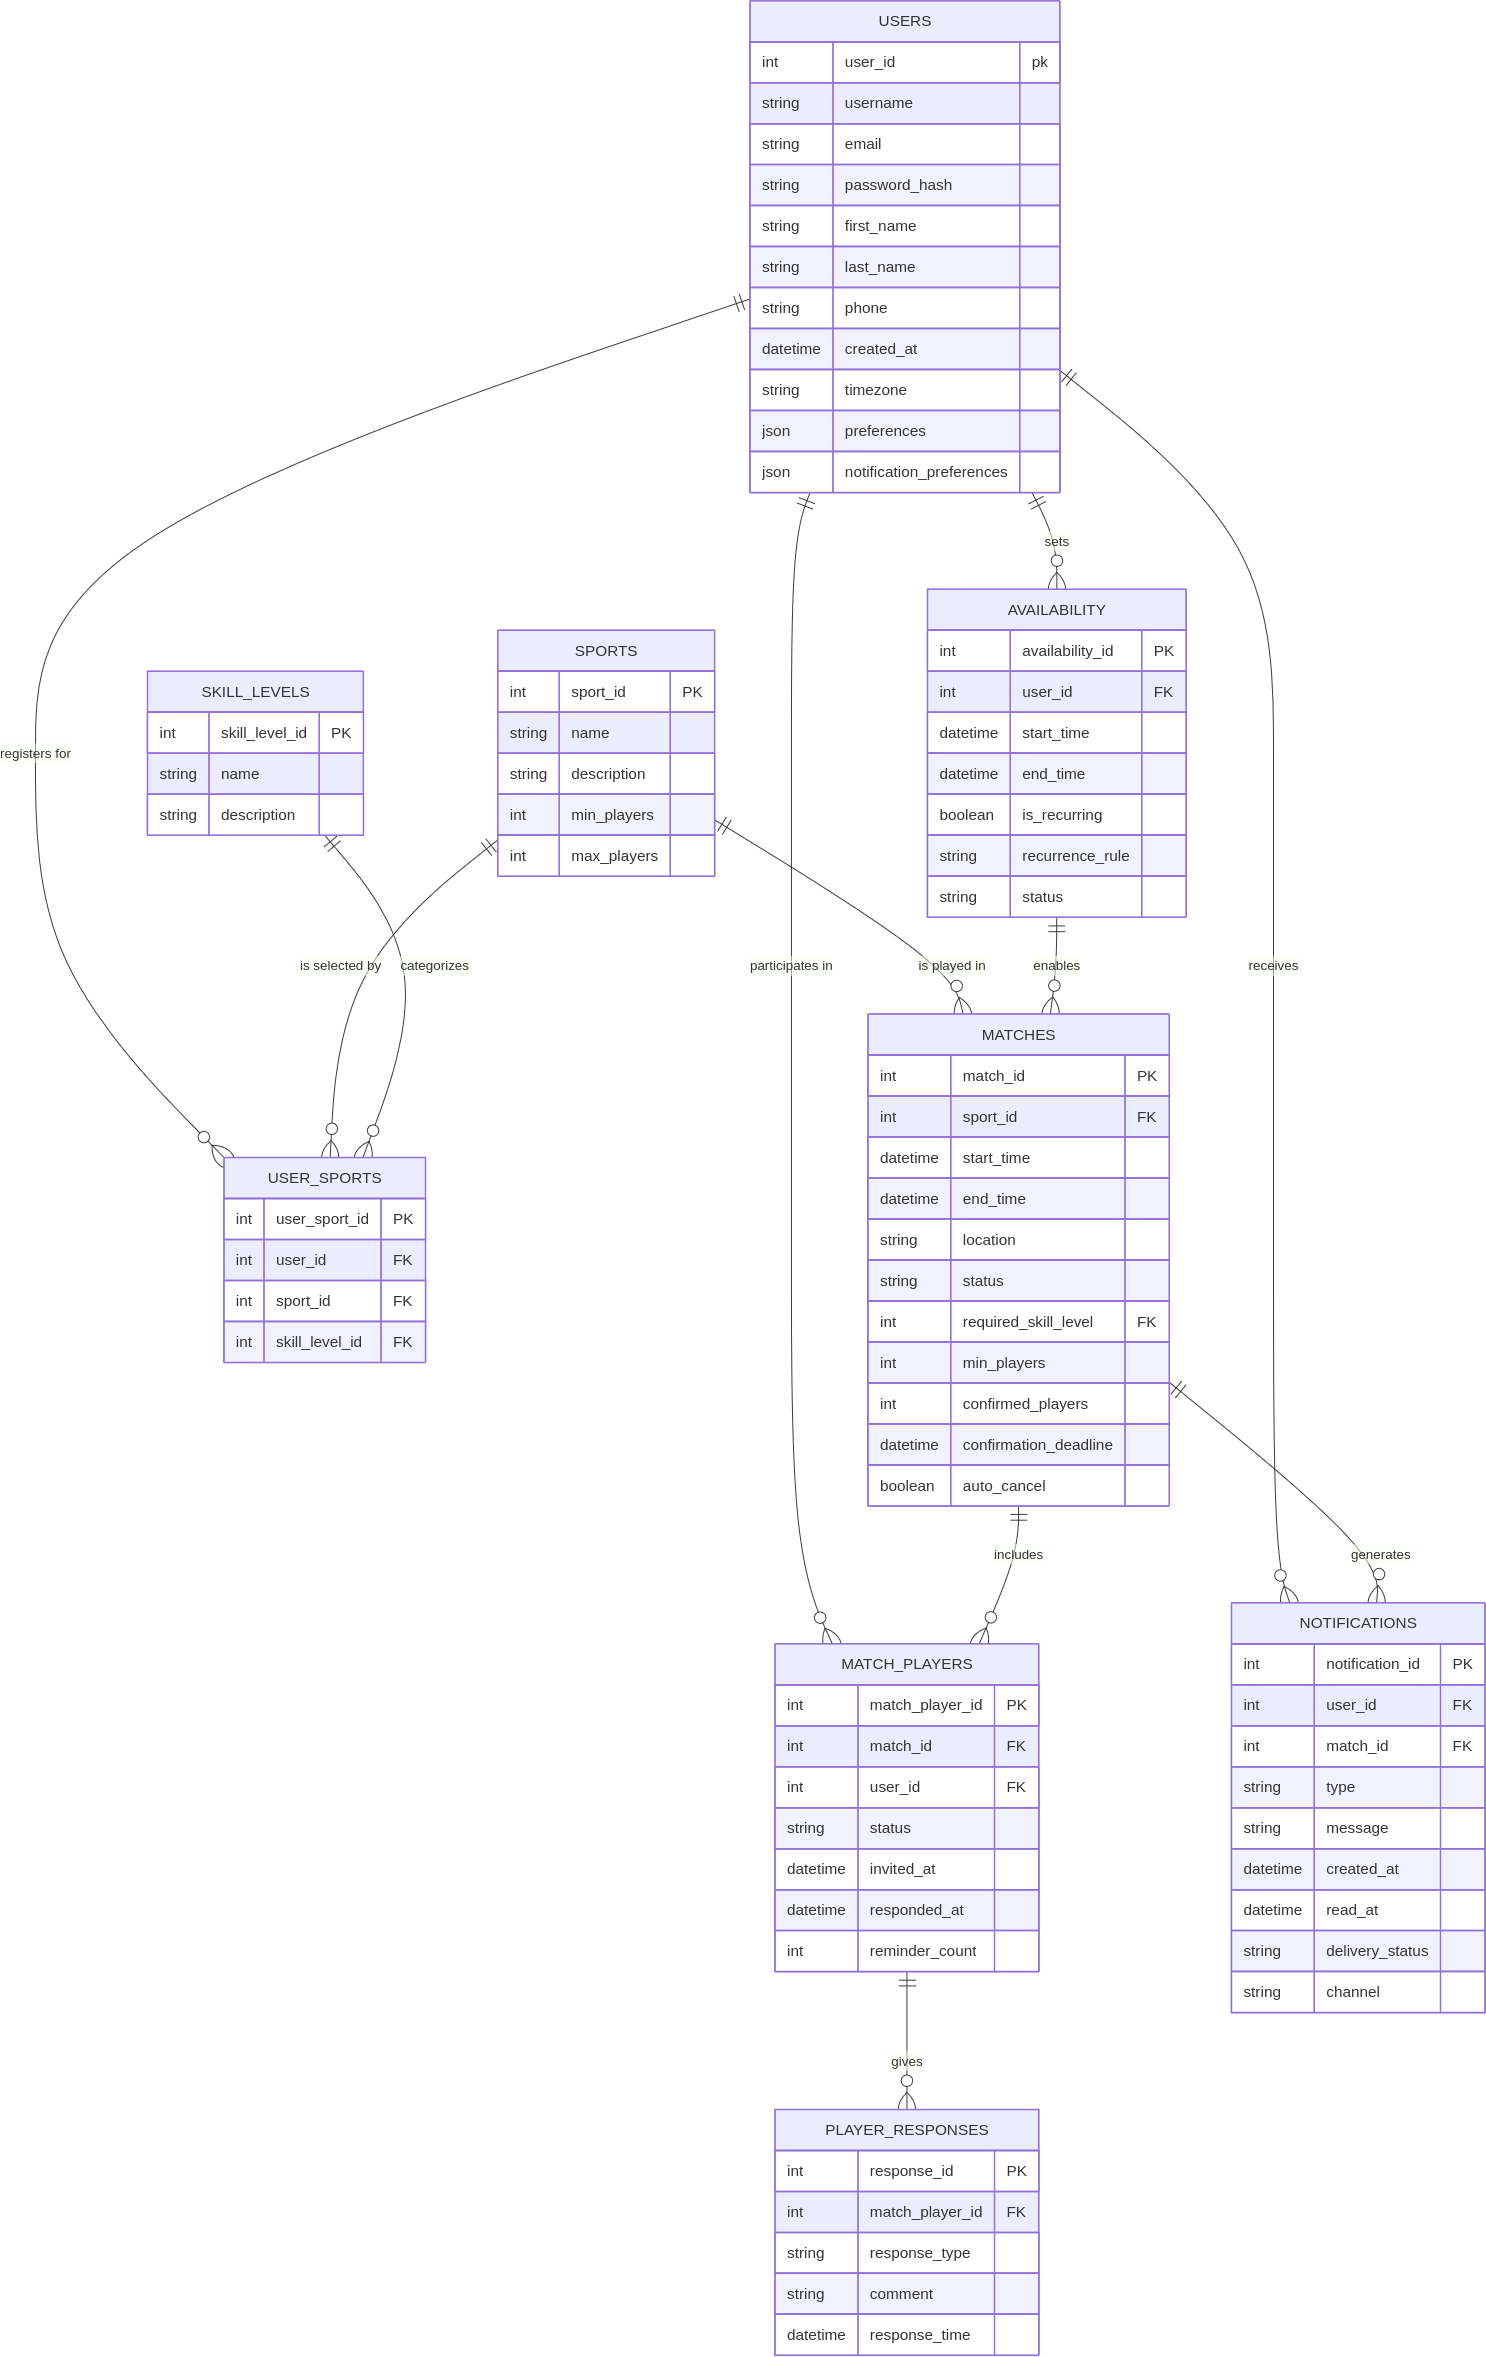 USERS
int user_id pk
string username
string email
string password_hash
string first_name
string last_name
string phone
datetime created_at
string timezone
json preferences
json notification_preferences
sets
AVAILABILITY
int availability_id PK
int user_id FK
datetime start_time
datetime end_time
boolean is_recurring
string recurrence_rule
string status
SPORTS
int sport_id PK
string name
string description
int min_players
int max_players
SKILL_LEVELS
int skill_level_id PK
string name
string description
registers for
is selected by
categorizes
participates in
is played in
enables
receives
MATCHES
int match_id PK
int sport_id FK
datetime start_time
datetime end_time
string location
string status
int required_skill_level FK
int min_players
int confirmed_players
datetime confirmation_deadline
boolean auto_cancel
USER_SPORTS
int user_sport_id PK
int user_id FK
int sport_id FK
int skill_level_id FK
includes
generates
NOTIFICATIONS
int notification_id PK
int user_id FK
int match_id FK
string type
string message
datetime created_at
datetime read_at
string delivery_status
string channel
MATCH_PLAYERS
int match_player_id PK
int match_id FK
int user_id FK
string status
datetime invited_at
datetime responded_at
int reminder_count
gives
PLAYER_RESPONSES
int response_id PK
int match_player_id FK
string response_type
string comment
datetime response_time